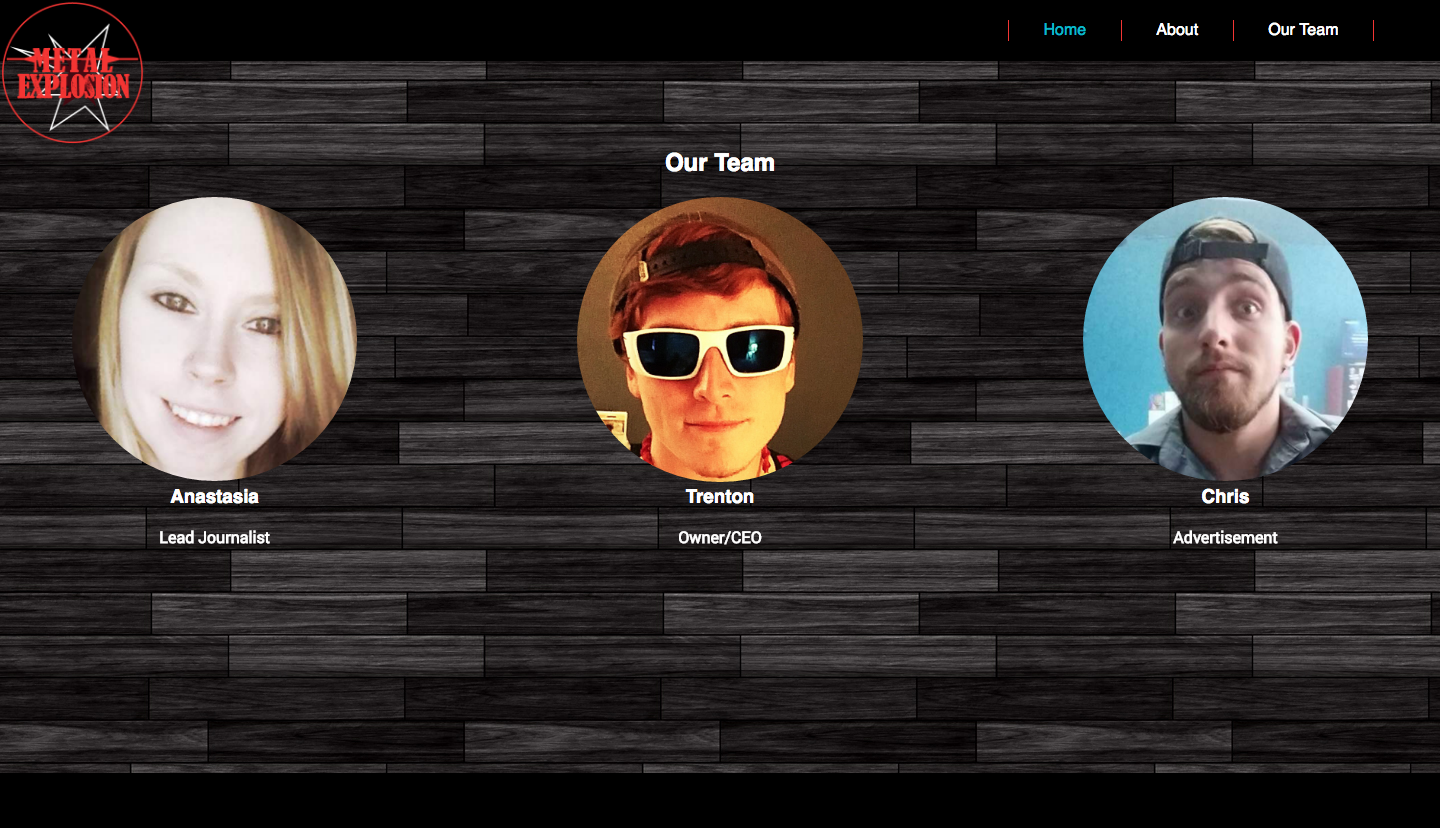 METAL
EXPLOSION
Home
About
Our Team
Our Team
Anastasia
Trenton
Chris
Lead Journalist
Owner/CEO
Advertisement